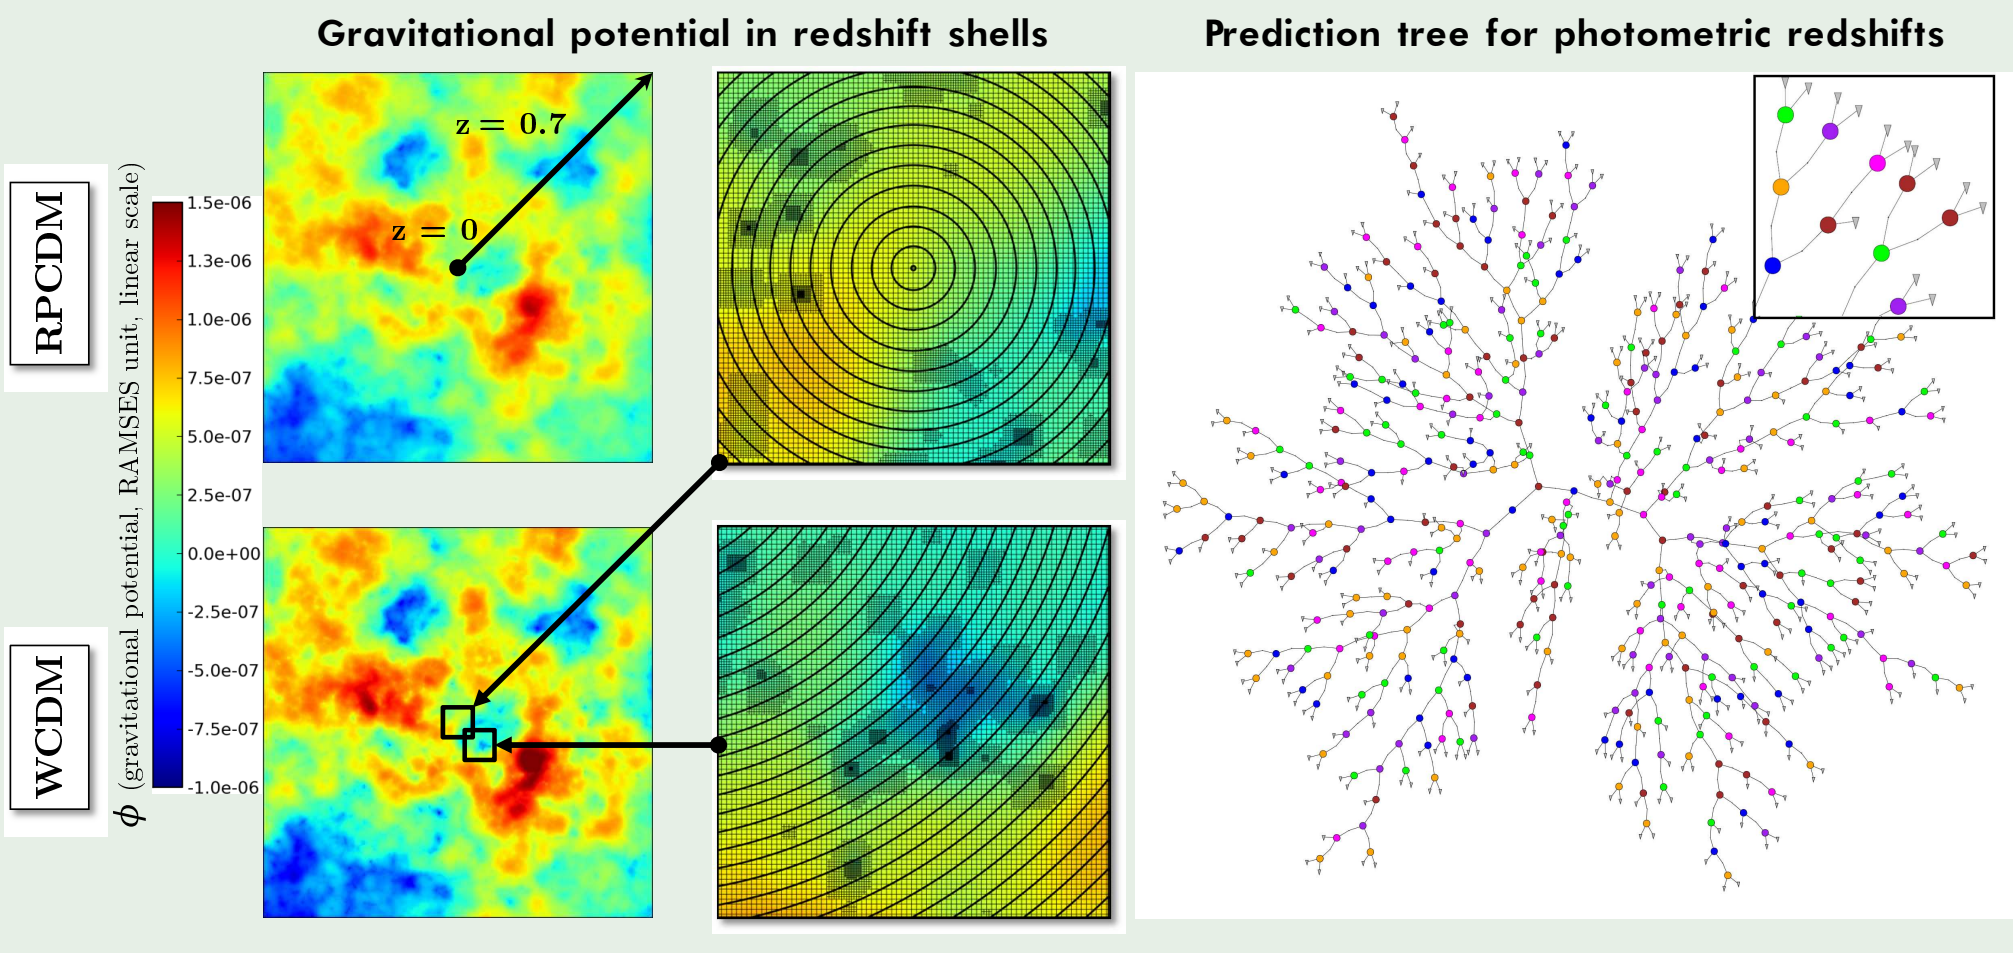 Gravitational potential in redshift shells
Prediction tree for photometric redshifts
RPCDM
WCDM
ϕ (gravitational potential, RAMSES unit, linear scale)
1.5e-06
1.3e-06
1.0e-06
7.5e-07
5.0e-07
2.5e-07
0.0e+00
-2.5e-07
-5.0e-07
-7.5e-07
-1.0e-06
z = 0.7
z = 0